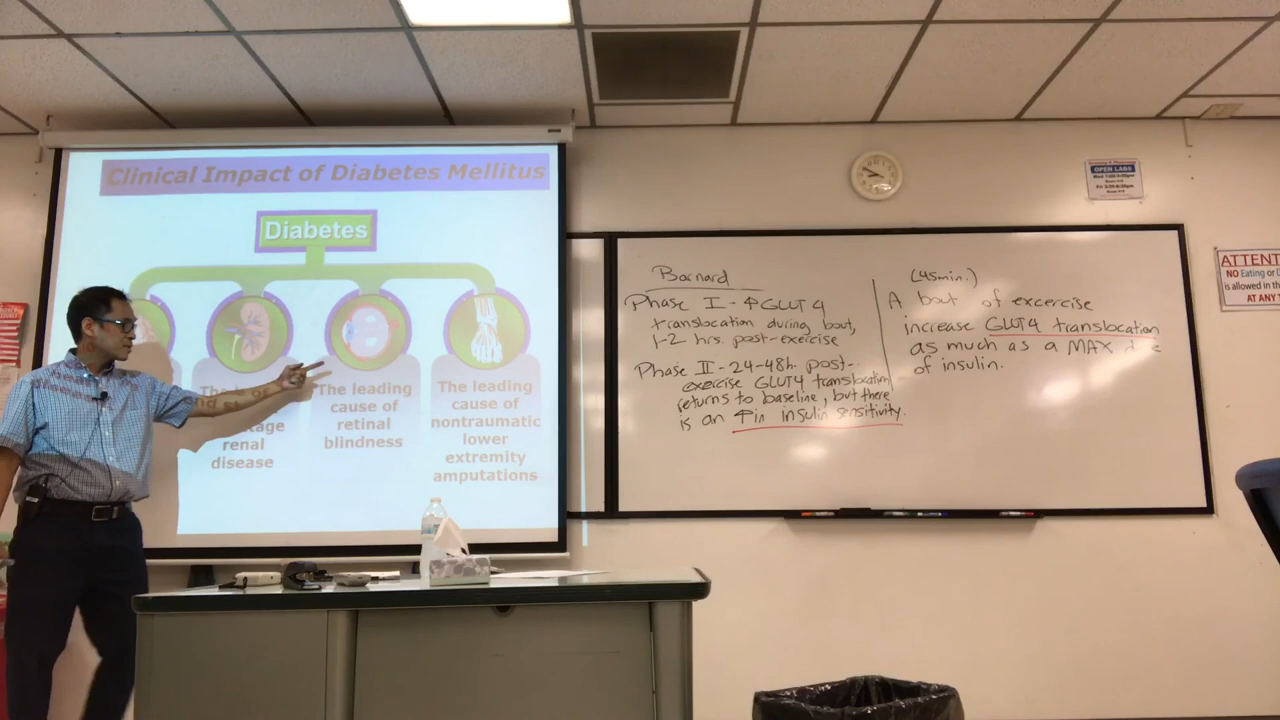 Clinical Impact of Diabetes Mellitus
Diabetes
renal
disease
The leading
cause of
retinal
blindness
The leading
cause of
nontraumatic
lower
extremity
amputations
Barnard
Phase I - ↑GLUT4
translocation during bout,
1-2 hrs. post-exercise
Phase II - 24-48h. post-
exercise GLUT4 translocation
returns to baseline, but there
is an ↑ in insulin sensitivity.
(45min.)
A bout of excercise
increase GLUT4 translocation
as much as a MAX
of insulin.
OPEN LABS
ATTENT
NO Eating or D
is allowed in th
AT ANY